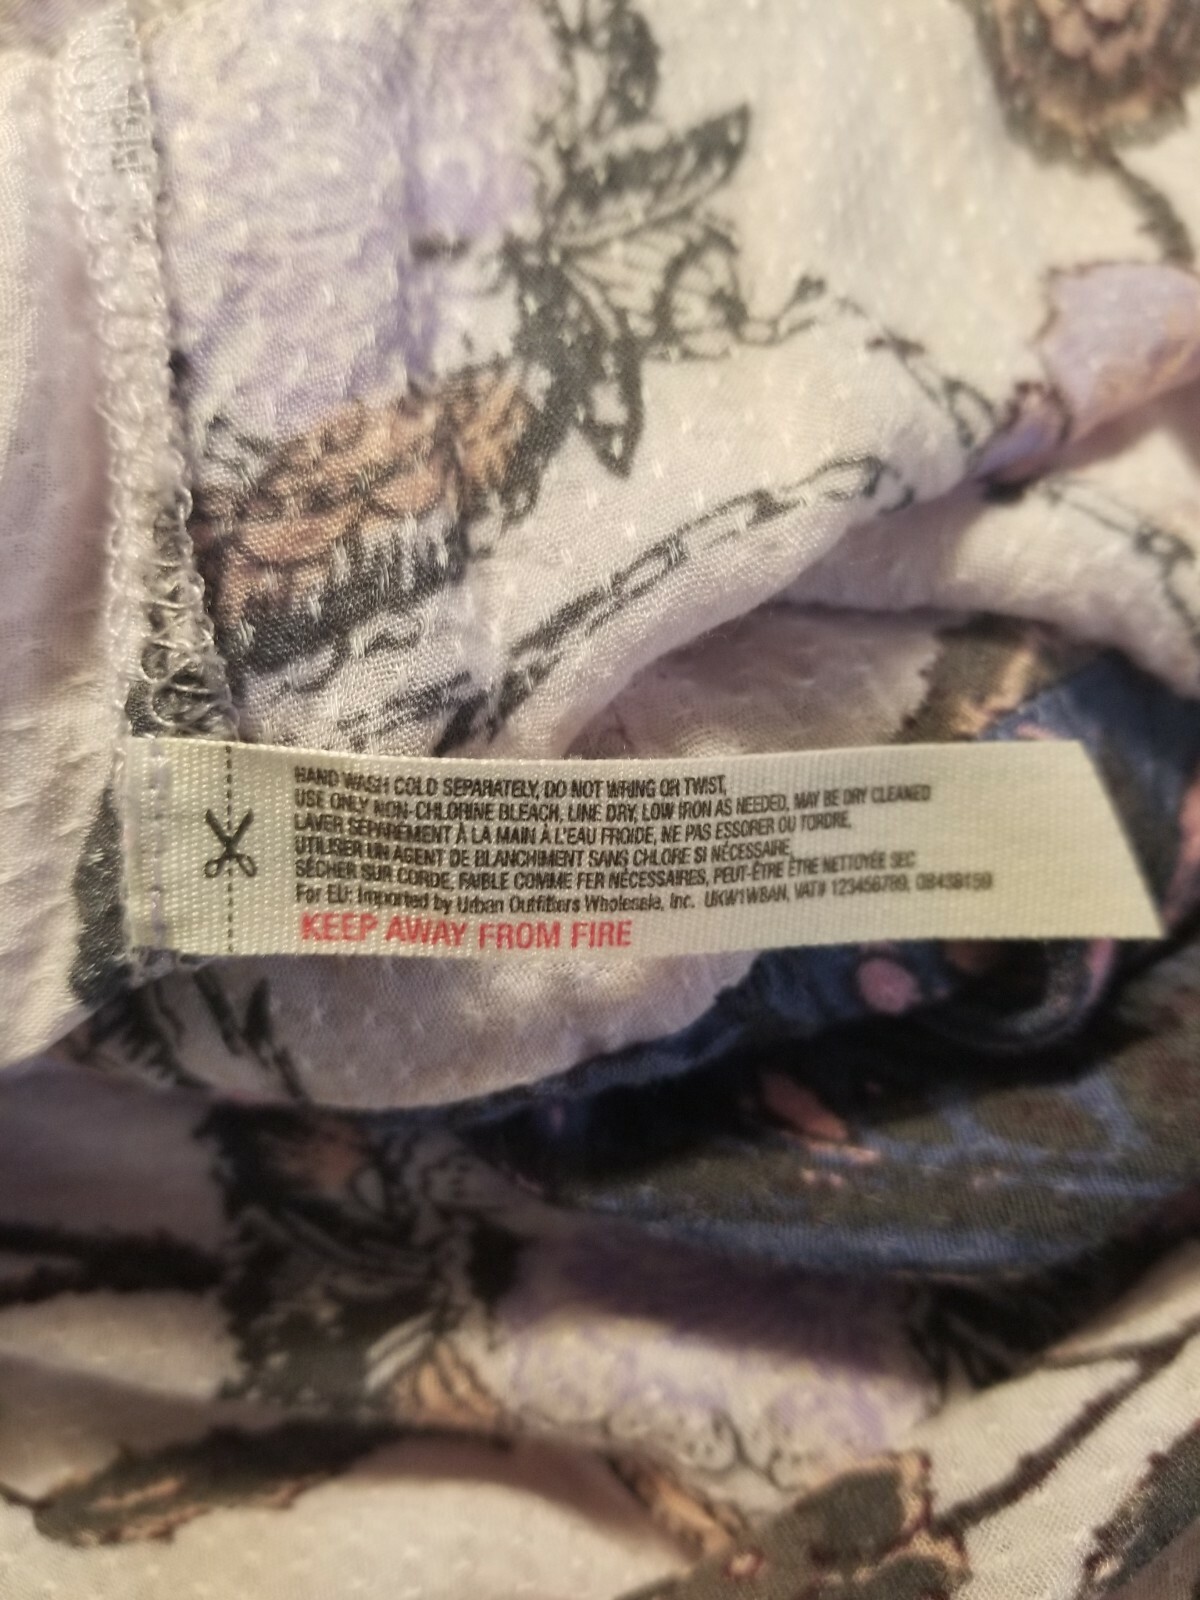 HAND WASH COLD SEPARATELY, DO NOT WRING OR TWIST,
USE ONLY NON-CHLORINE BLEACH, LINE DRY, LOW IRON AS NEEDED, MAY BE DRY CLEANED
LAVER SÉPARÉMENT À LA MAIN À L'EAU FROIDE, NE PAS ESSORER OU TORDRE,
UTILISER UN AGENT DE BLANCHIMENT SANS CHLORE SI NÉCESSAIRE,
SÉCHER SUR CORDE, FAIBLE COMME FER NÉCESSAIRES, PEUT-ÊTRE ÊTRE NETTOYÉE SEC
For EU: Imported by Urban Outfitters Wholesale, Inc. UKW1W8AN, VAT# 123456789,
KEEP AWAY FROM FIRE